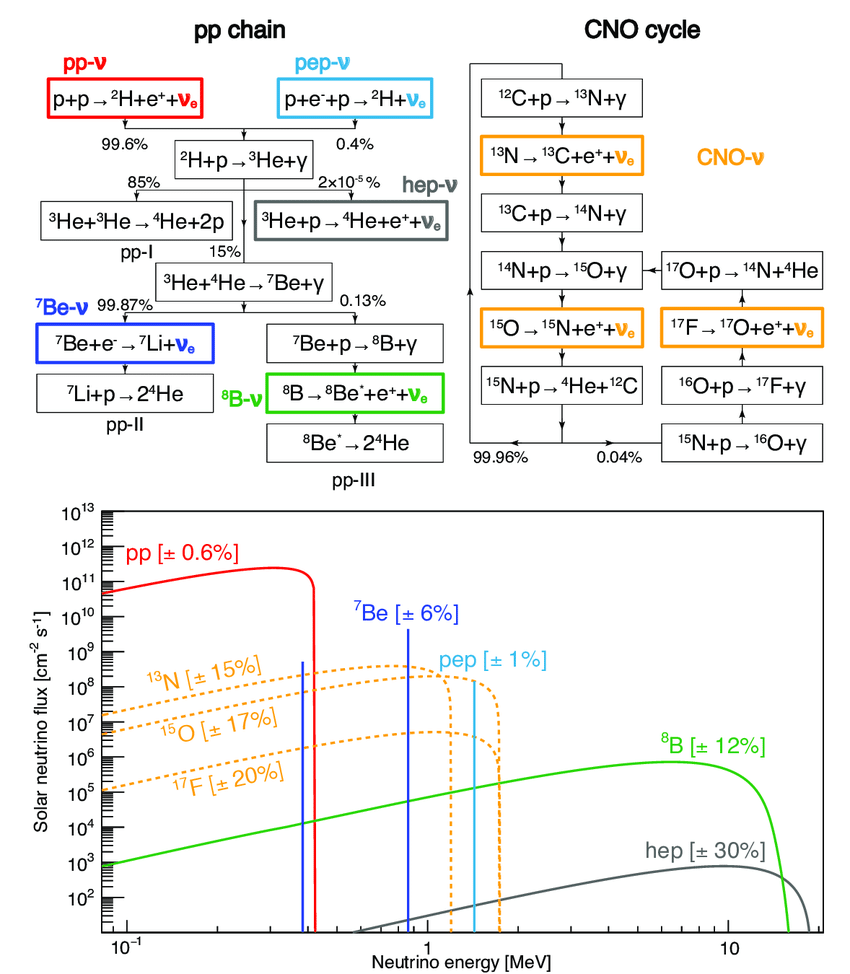 pp chain
CNO cycle
pp-ν
pep-ν
p+p→²H+e⁺+νₑ
p+e⁻+p→²H+νₑ
99.6%
0.4%
²H+p→³He+γ
85%
2×10⁻⁵%
hep-ν
³He+³He→⁴He+2p
³He+p→⁴He+e⁺+νₑ
pp-I
15%
³He+⁴He→⁷Be+γ
⁷Be-ν
99.87%
0.13%
⁷Be+e⁻→⁷Li+νₑ
⁷Be+p→⁸B+γ
⁷Li+p→2⁴He
⁸B-ν
⁸B→⁸Be*+e⁺+νₑ
pp-II
⁸Be*→2⁴He
pp-III
¹²C+p→¹³N+γ
¹³N→¹³C+e⁺+νₑ
CNO-ν
¹³C+p→¹⁴N+γ
¹⁴N+p→¹⁵O+γ
¹⁷O+p→¹⁴N+⁴He
¹⁵O→¹⁵N+e⁺+νₑ
¹⁷F→¹⁷O+e⁺+νₑ
¹⁵N+p→⁴He+¹²C
¹⁶O+p→¹⁷F+γ
¹⁵N+p→¹⁶O+γ
99.96%
0.04%
Solar neutrino flux [cm⁻² s⁻¹]
10¹³
10¹²
10¹¹
10¹⁰
10⁹
10⁸
10⁷
10⁶
10⁵
10⁴
10³
10²
pp [± 0.6%]
⁷Be [± 6%]
pep [± 1%]
¹³N [± 15%]
¹⁵O [± 17%]
¹⁷F [± 20%]
⁸B [± 12%]
hep [± 30%]
10⁻¹
1
10
Neutrino energy [MeV]